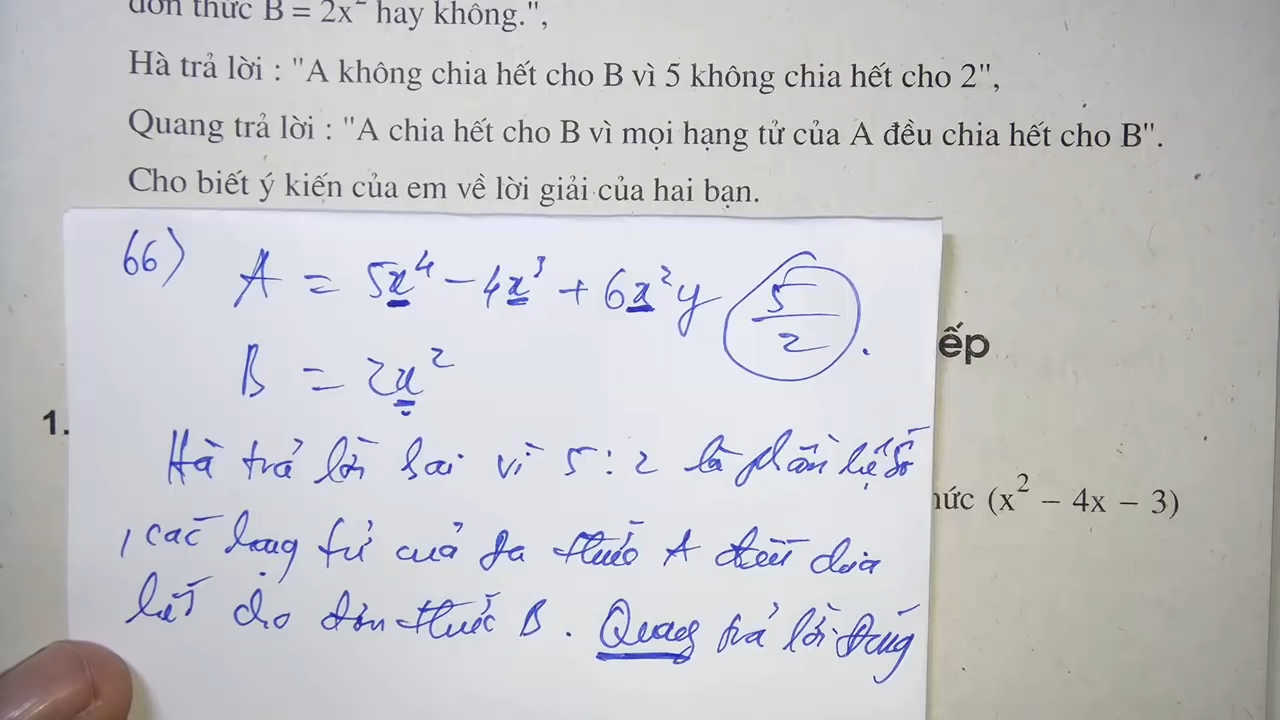 đơn thức B = 2x² hay không.",
Hà trả lời : "A không chia hết cho B vì 5 không chia hết cho 2",
Quang trả lời : "A chia hết cho B vì mọi hạng tử của A đều chia hết cho B".
Cho biết ý kiến của em về lời giải của hai bạn.
66) A = 5x⁴ - 4x³ + 6x²y 5/2 .
ếp
B = 2x²
1.
Hà trả lời sai vì 5 : 2 là phần hệ số
ức (x² – 4x – 3)
, các hạng tử của đa thức A đều chia
hết cho đơn thức B . Quang trả lời đúng